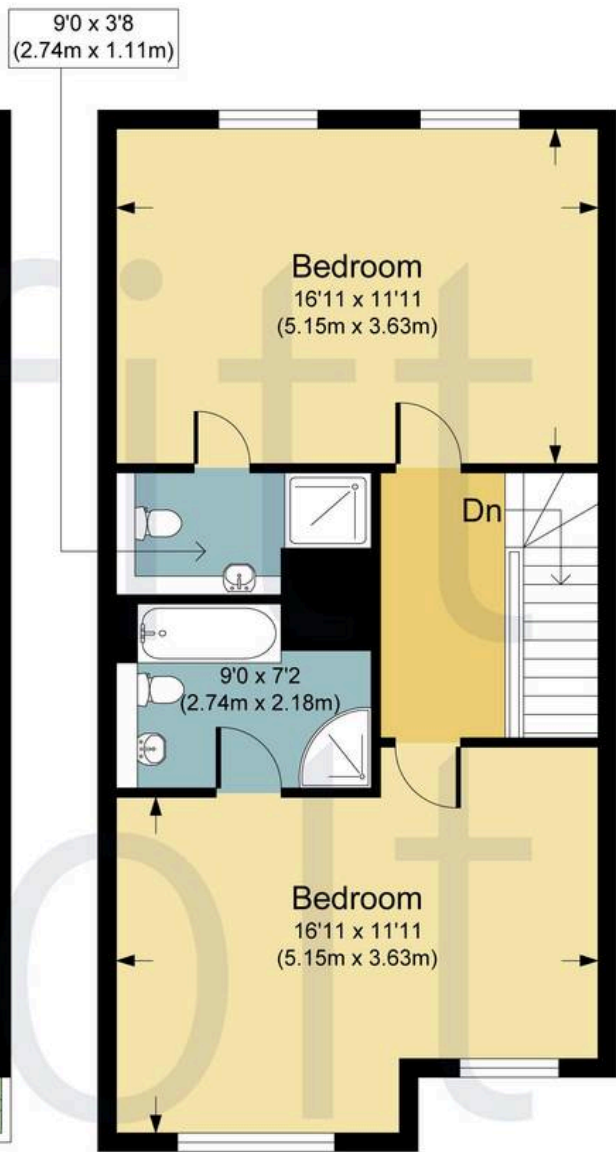 9'0 x 3'8
(2.74m x 1.11m)
Bedroom
16'11 x 11'11
(5.15m x 3.63m)
Dn
9'0 x 7'2
(2.74m x 2.18m)
Bedroom
16'11 x 11'11
(5.15m x 3.63m)